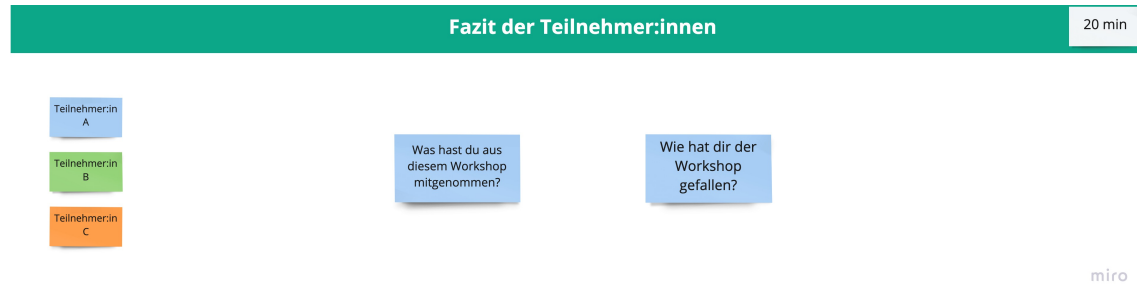 Fazit der Teilnehmer:innen
20 min
Teilnehmer:in
A
Teilnehmer:in
B
Teilnehmer:in
C
Was hast du aus
diesem Workshop
mitgenommen?
Wie hat dir der
Workshop
gefallen?
miro